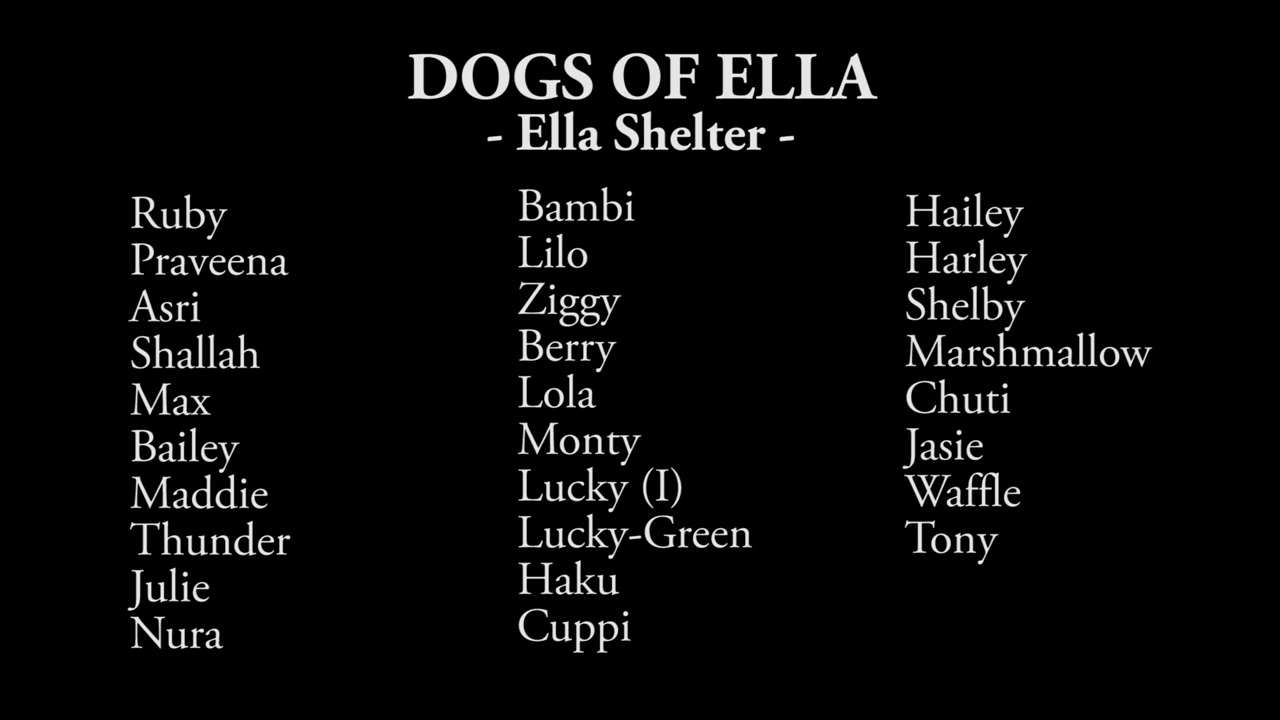 DOGS OF ELLA
- Ella Shelter -
Ruby
Praveena
Asri
Shallah
Max
Bailey
Maddie
Thunder
Julie
Nura
Bambi
Lilo
Ziggy
Berry
Lola
Monty
Lucky (I)
Lucky-Green
Haku
Cuppi
Hailey
Harley
Shelby
Marshmallow
Chuti
Jasie
Waffle
Tony